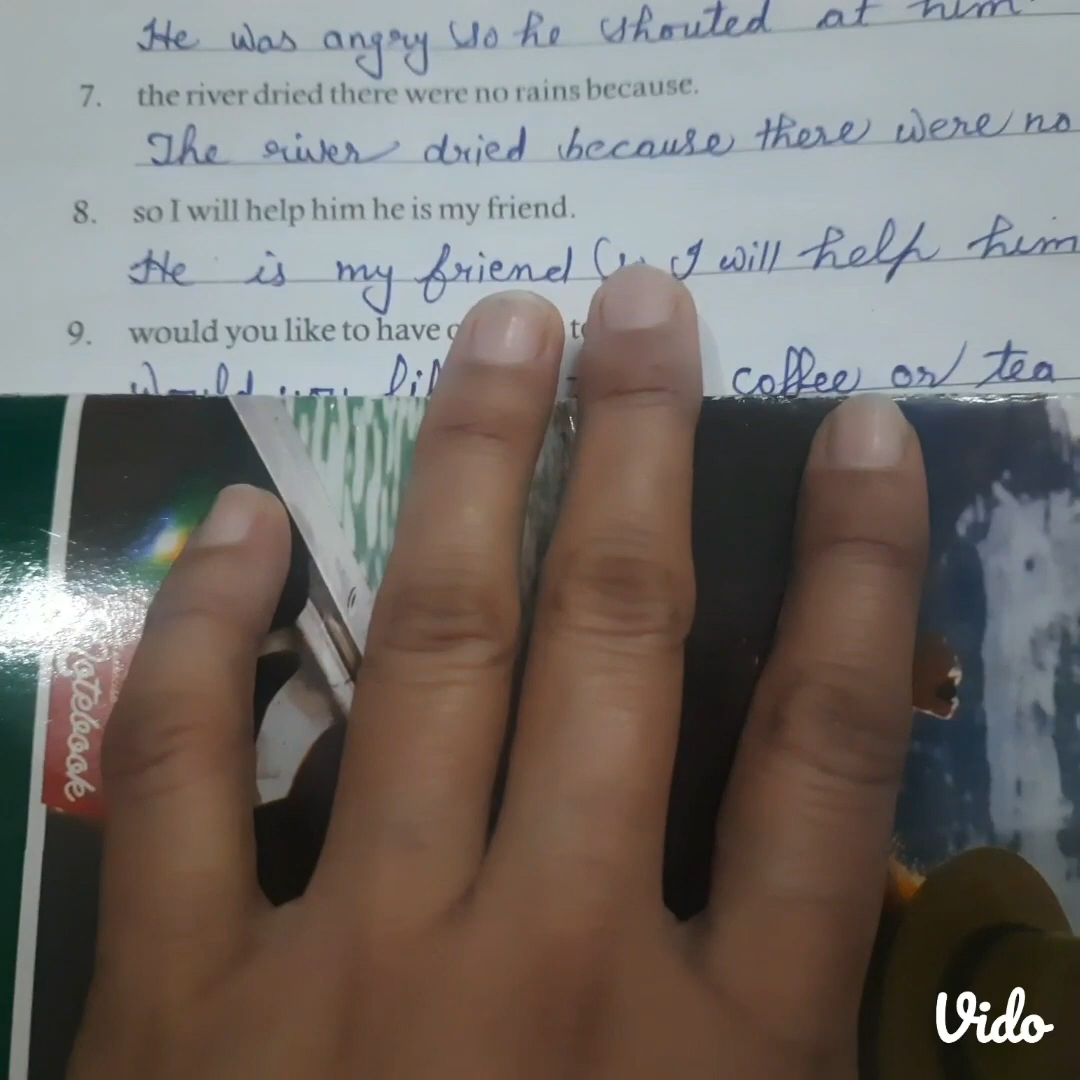 He was angry so he shouted at him
7. the river dried there were no rains because.
The river dried because there were no
8. so I will help him he is my friend.
He is my friend I will help him
9. would you like to have
coffee or tea
Notebook
Vido